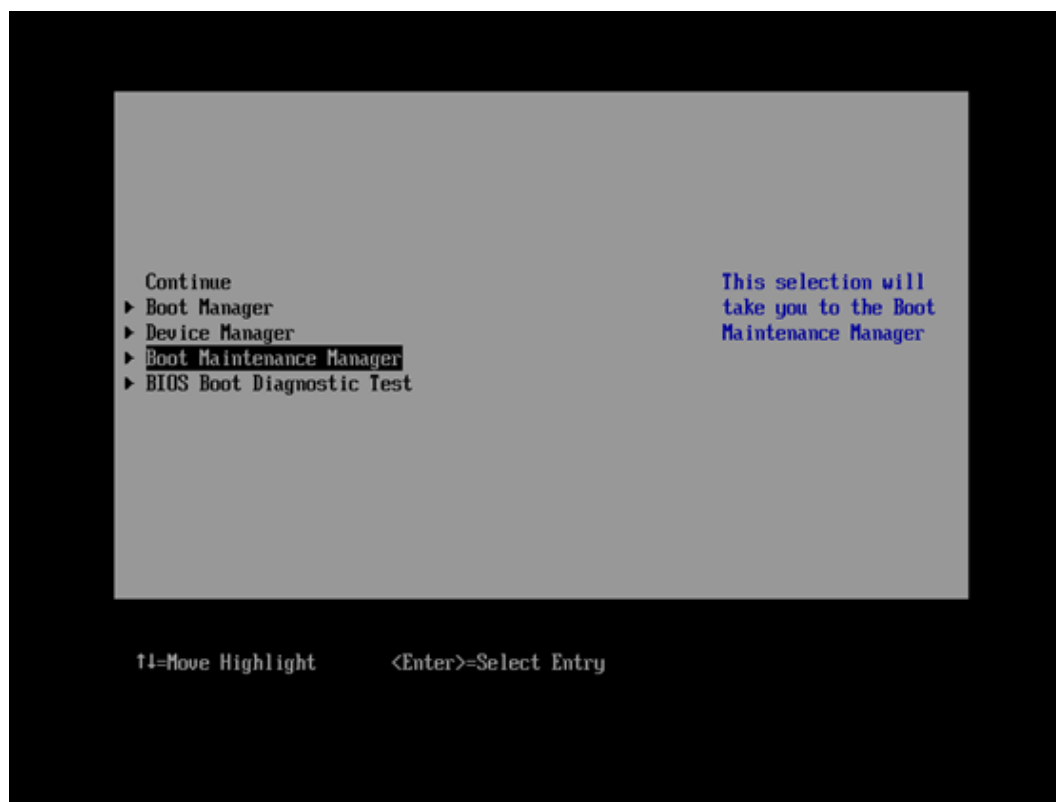 Continue
This selection will
Boot Manager
take you to the Boot
Device Manager
Maintenance Manager
Boot Maintenance Manager
BIOS Boot Diagnostic Test
↑↓=Move Highlight <Enter>=Select Entry